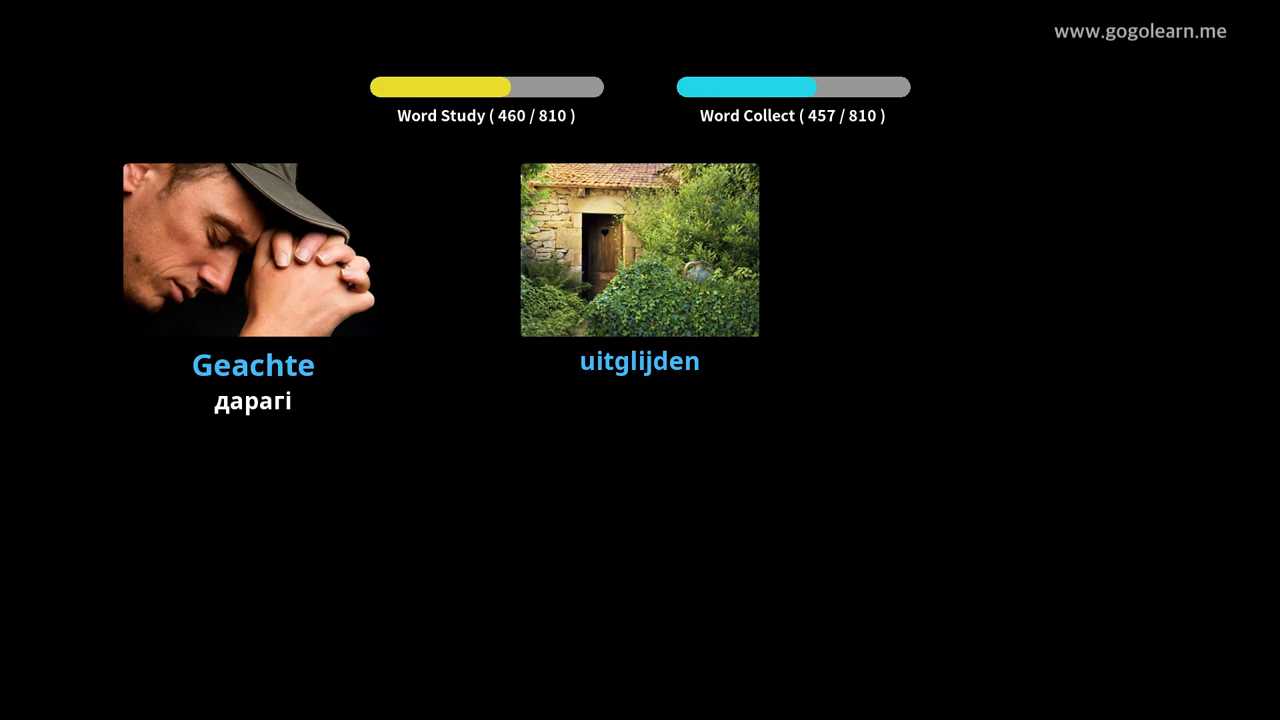 www.gogolearn.me
Word Study ( 460 / 810 )
Word Collect ( 457 / 810 )
Geachte
дарагі
uitglijden